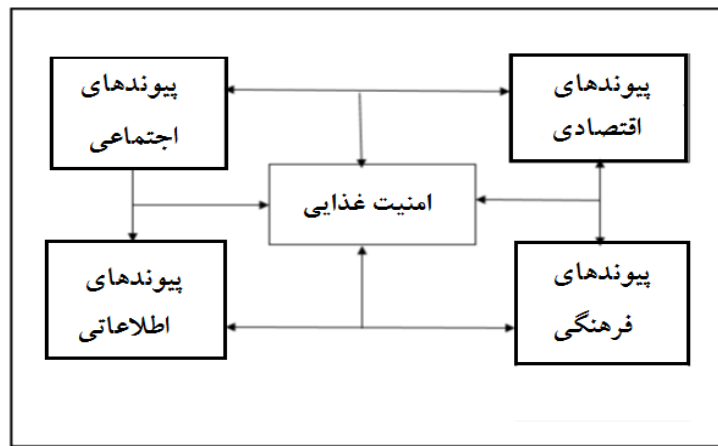 پیوندهای
اجتماعی
پیوندهای
اقتصادی
امنیت غذایی
پیوندهای
اطلاعاتی
پیوندهای
فرهنگی